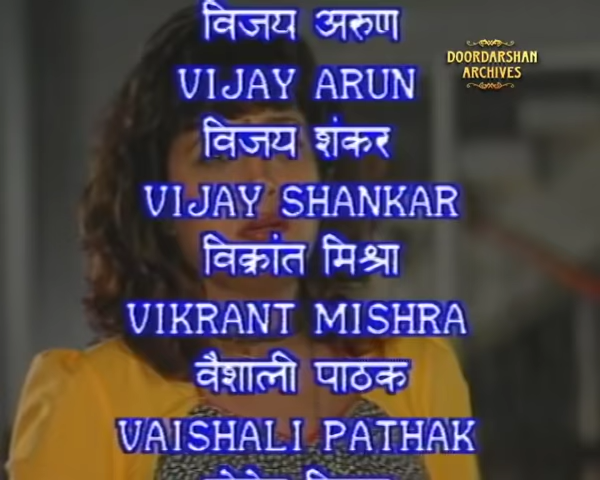 विजय अरुण
DOORDARSHAN
ARCHIVES
VIJAY ARUN
विजय शंकर
VIJAY SHANKAR
विक्रांत मिश्रा
VIKRANT MISHRA
वैशाली पाठक
VAISHALI PATHAK